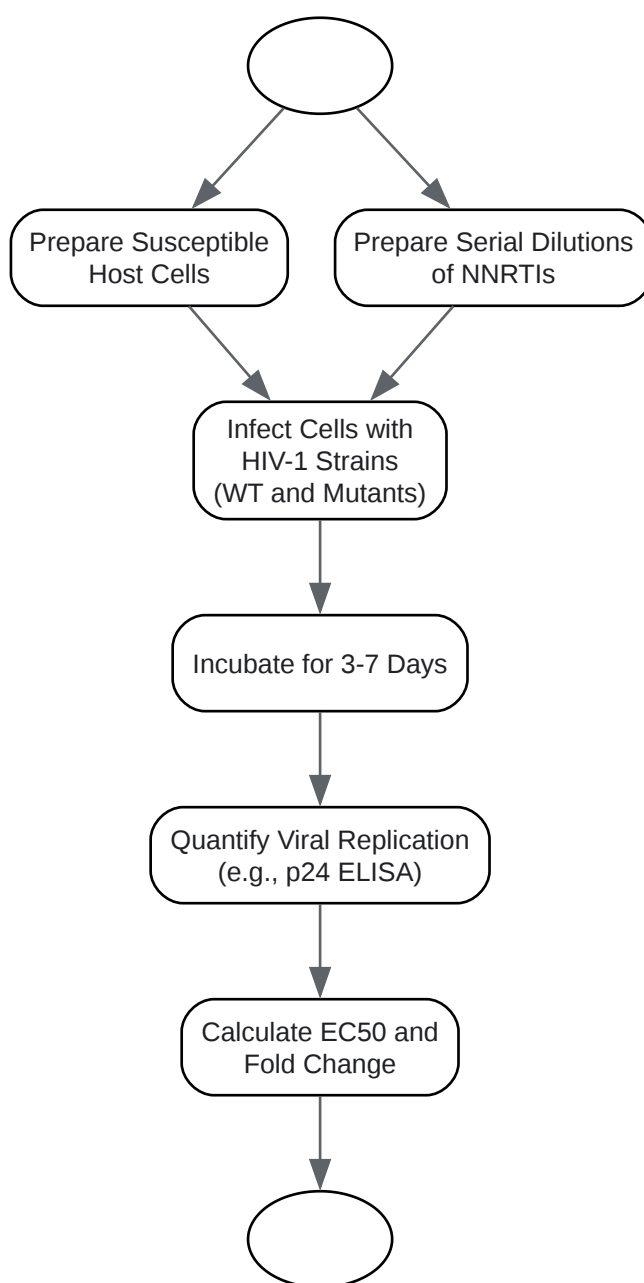 Prepare Susceptible
Host Cells
Prepare Serial Dilutions
of NNRTIs
Infect Cells with
HIV-1 Strains
(WT and Mutants)
Incubate for 3-7 Days
Quantify Viral Replication
(e.g., p24 ELISA)
Calculate EC50 and
Fold Change